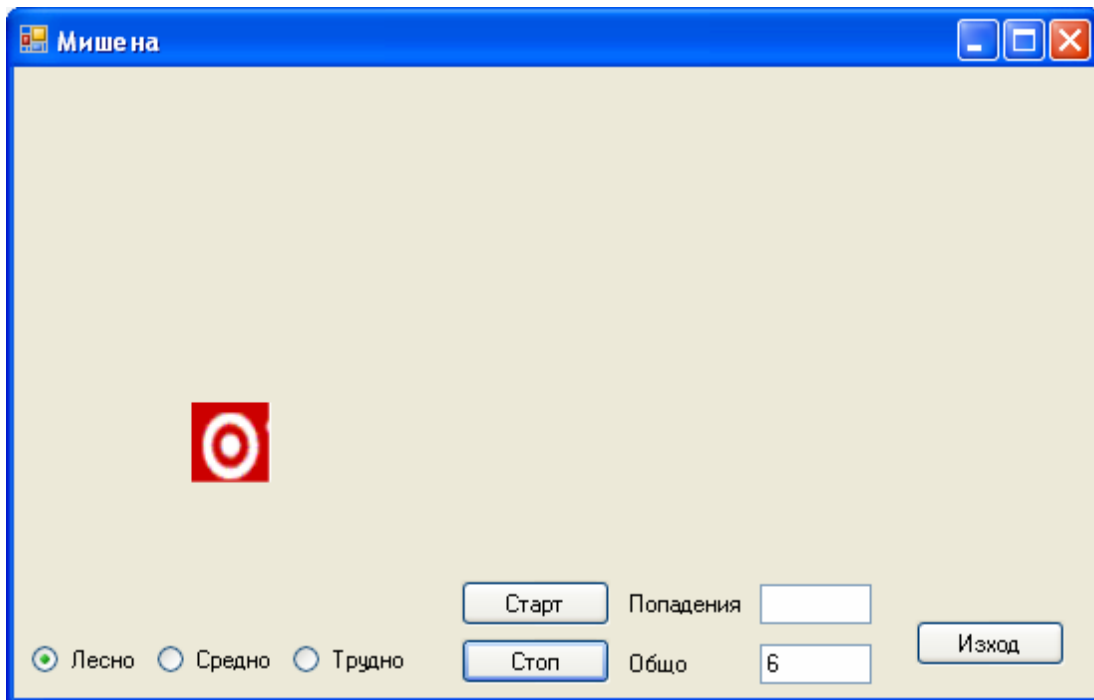 Мишена
Старт Попадения
Лесно Средно Трудно Стоп Общо 6 Изход